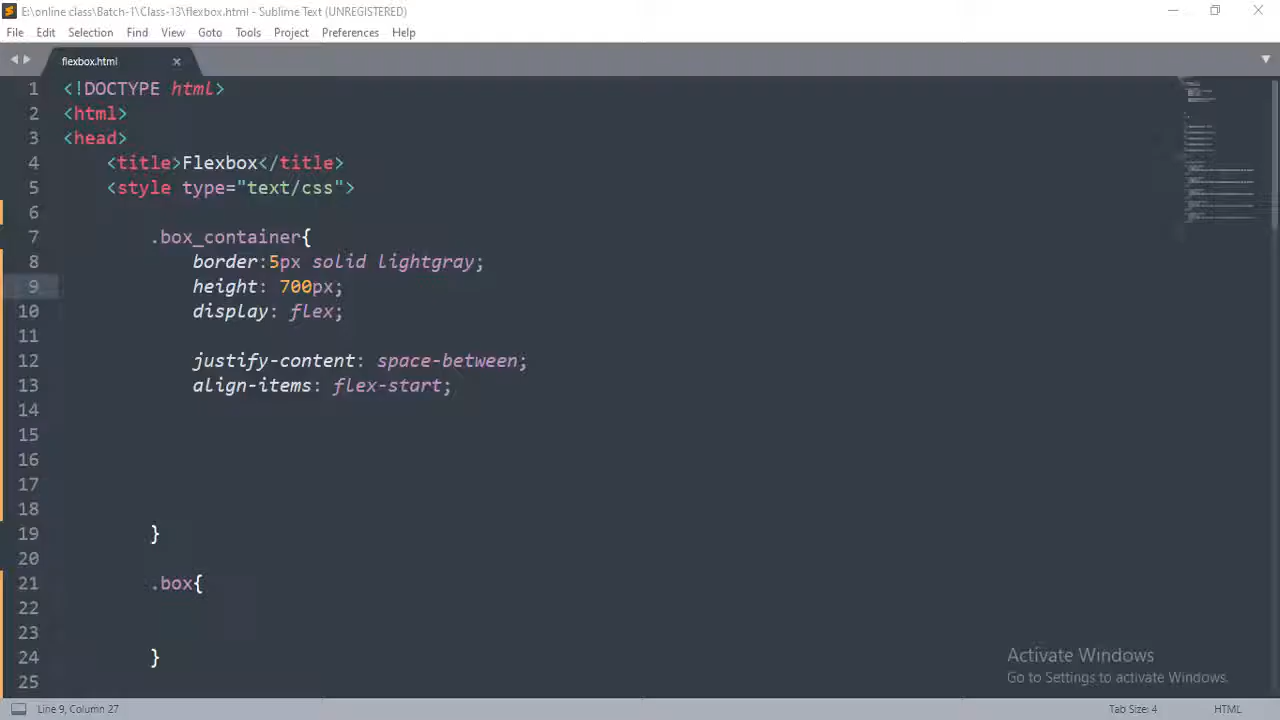 E:\online class\Batch-1\Class-13\flexbox.html - Sublime Text (UNREGISTERED)
File Edit Selection Find View Goto Tools Project Preferences Help
flexbox.html
1 <!DOCTYPE html>
2 <html>
3 <head>
4 <title>Flexbox</title>
5 <style type="text/css">
6
7 .box_container{
8 border:5px solid lightgray;
9 height: 700px;
10 display: flex;
11
12 justify-content: space-between;
13 align-items: flex-start;
14
15
16
17
18
19 }
20
21 .box{
22
23
24 }
25
Activate Windows
Go to Settings to activate Windows.
Line 9, Column 27 Tab Size: 4 HTML